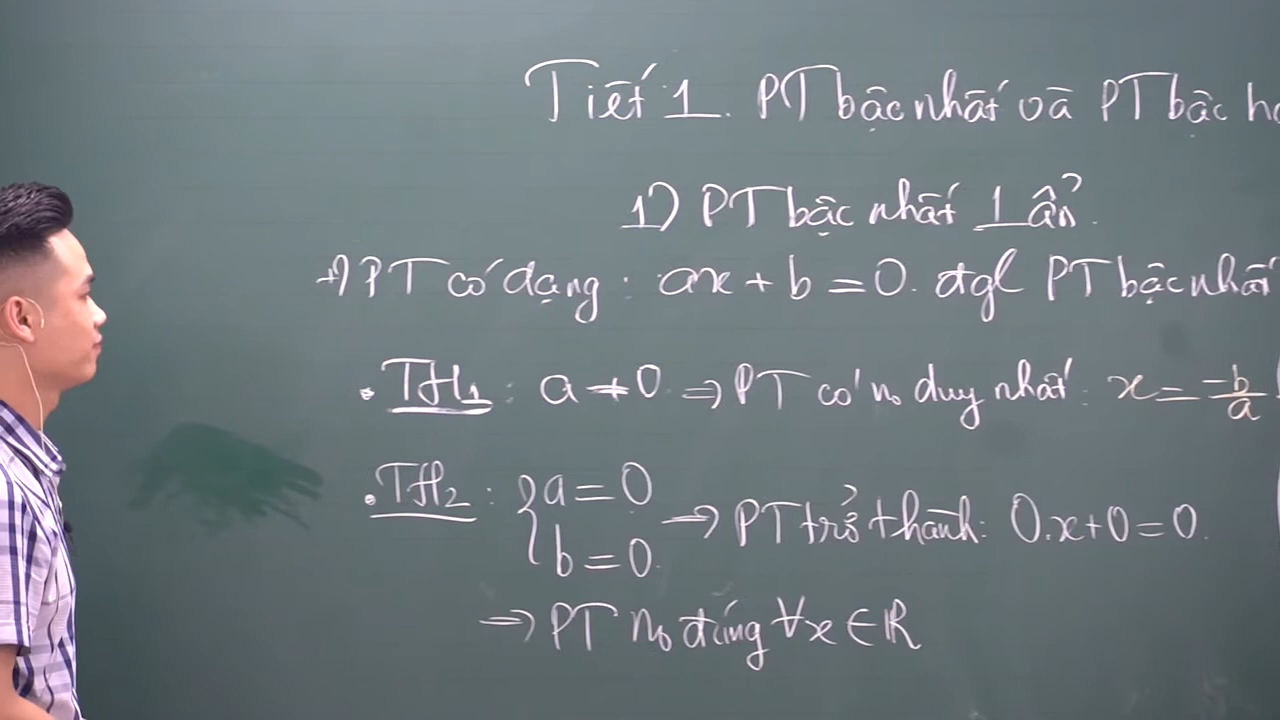 Tiết 1. PT bậc nhất và PT bậc h
1) PT bậc nhất 1 ẩn.
+) PT có dạng: ax + b = 0. đgl PT bậc nhất
. TH1 : a ≠ 0 ⇒ PT có n0 duy nhất: x = -b/a
. TH2 : { a = 0
b = 0.
→ PT trở thành: 0.x + 0 = 0.
⇒ PT n0 đúng ∀x ∈ ℝ